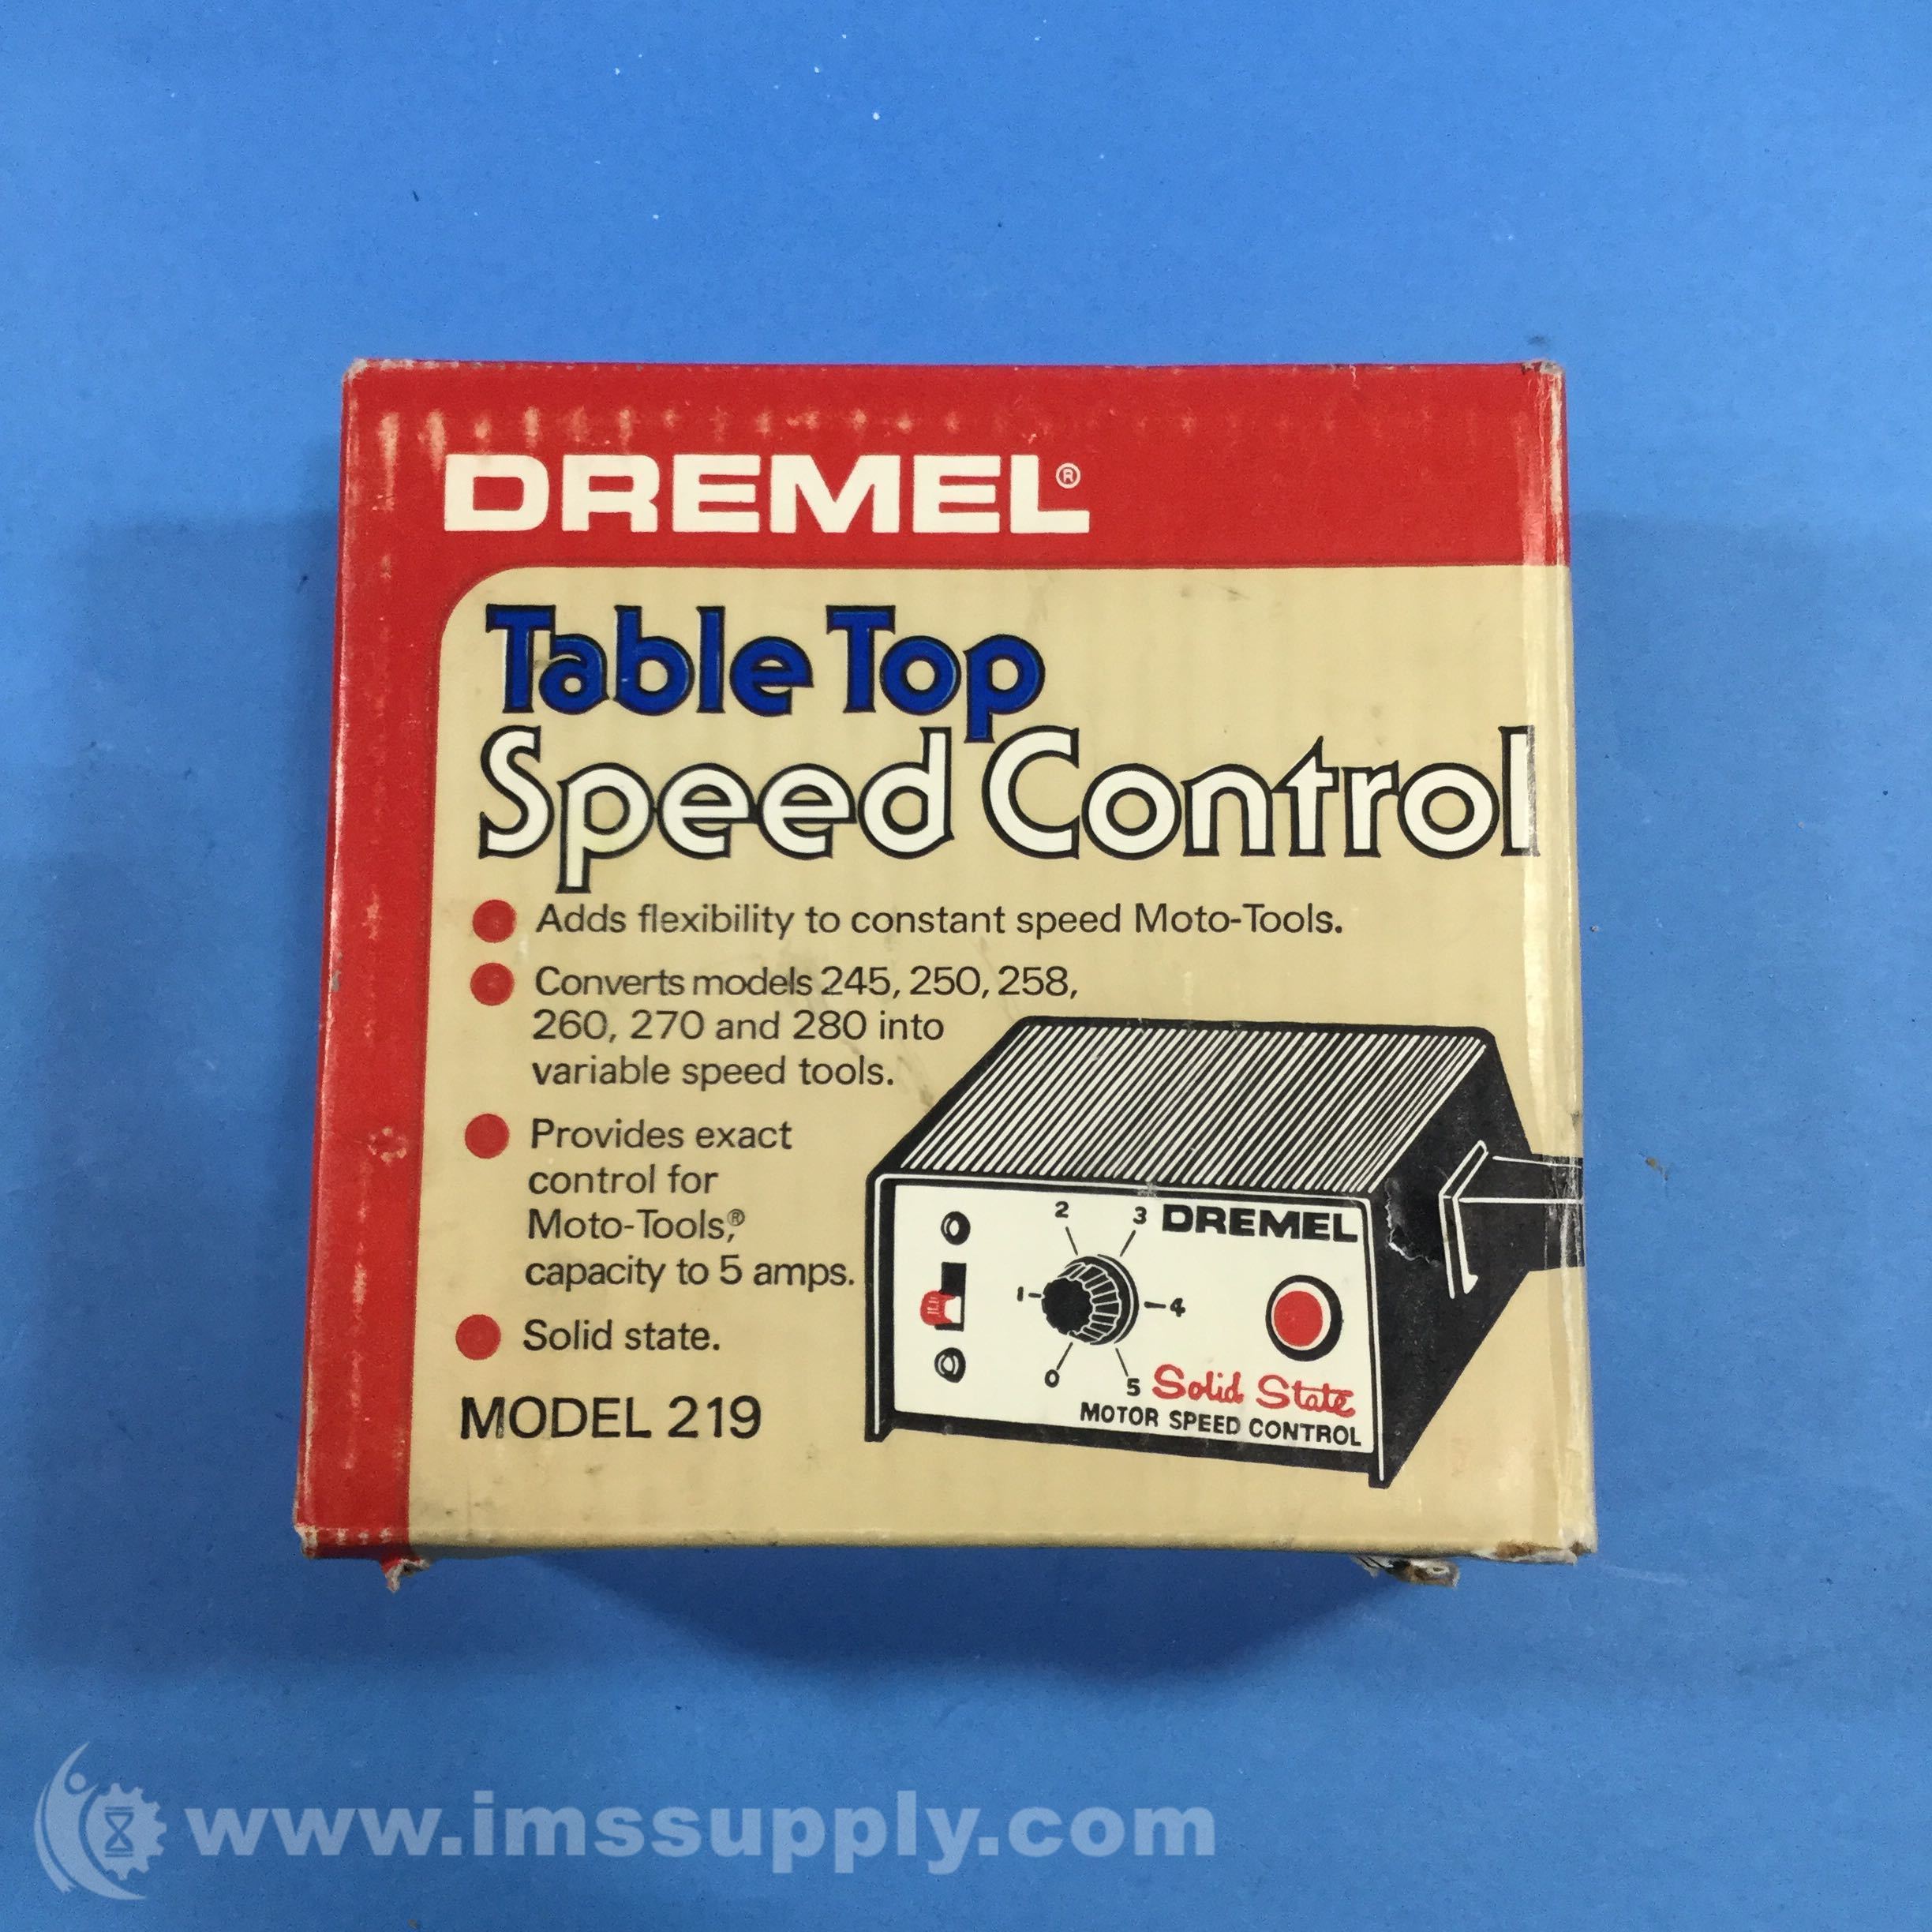 DREMEL®
Table Top
Speed Control
Adds flexibility to constant speed Moto-Tools.
Converts models 245, 250, 258,
260, 270 and 280 into
variable speed tools.
Provides exact
control for
Moto-Tools,®
capacity to 5 amps.
Solid state.
MODEL 219
2 3 DREMEL
1 4
0 5 Solid State
MOTOR SPEED CONTROL
www.imssupply.com